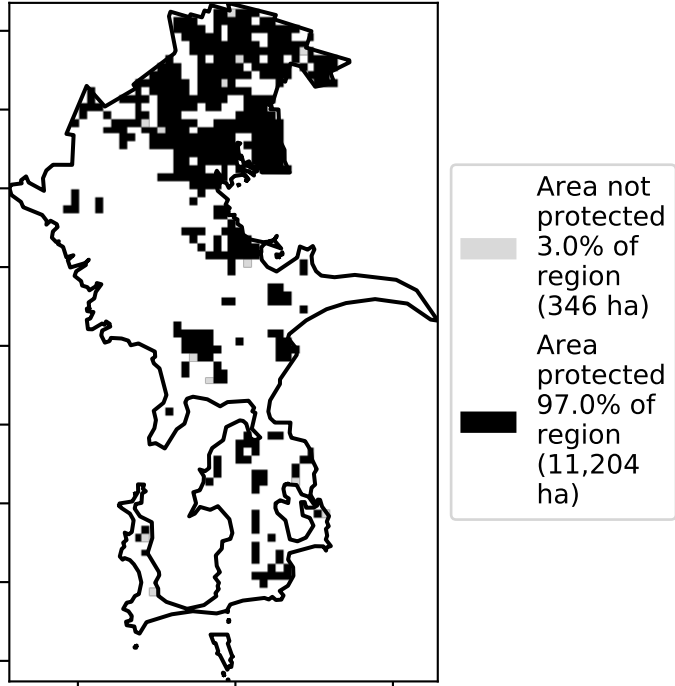 Area not
protected
3.0% of
region
(346 ha)
Area
protected
97.0% of
region
(11,204
ha)